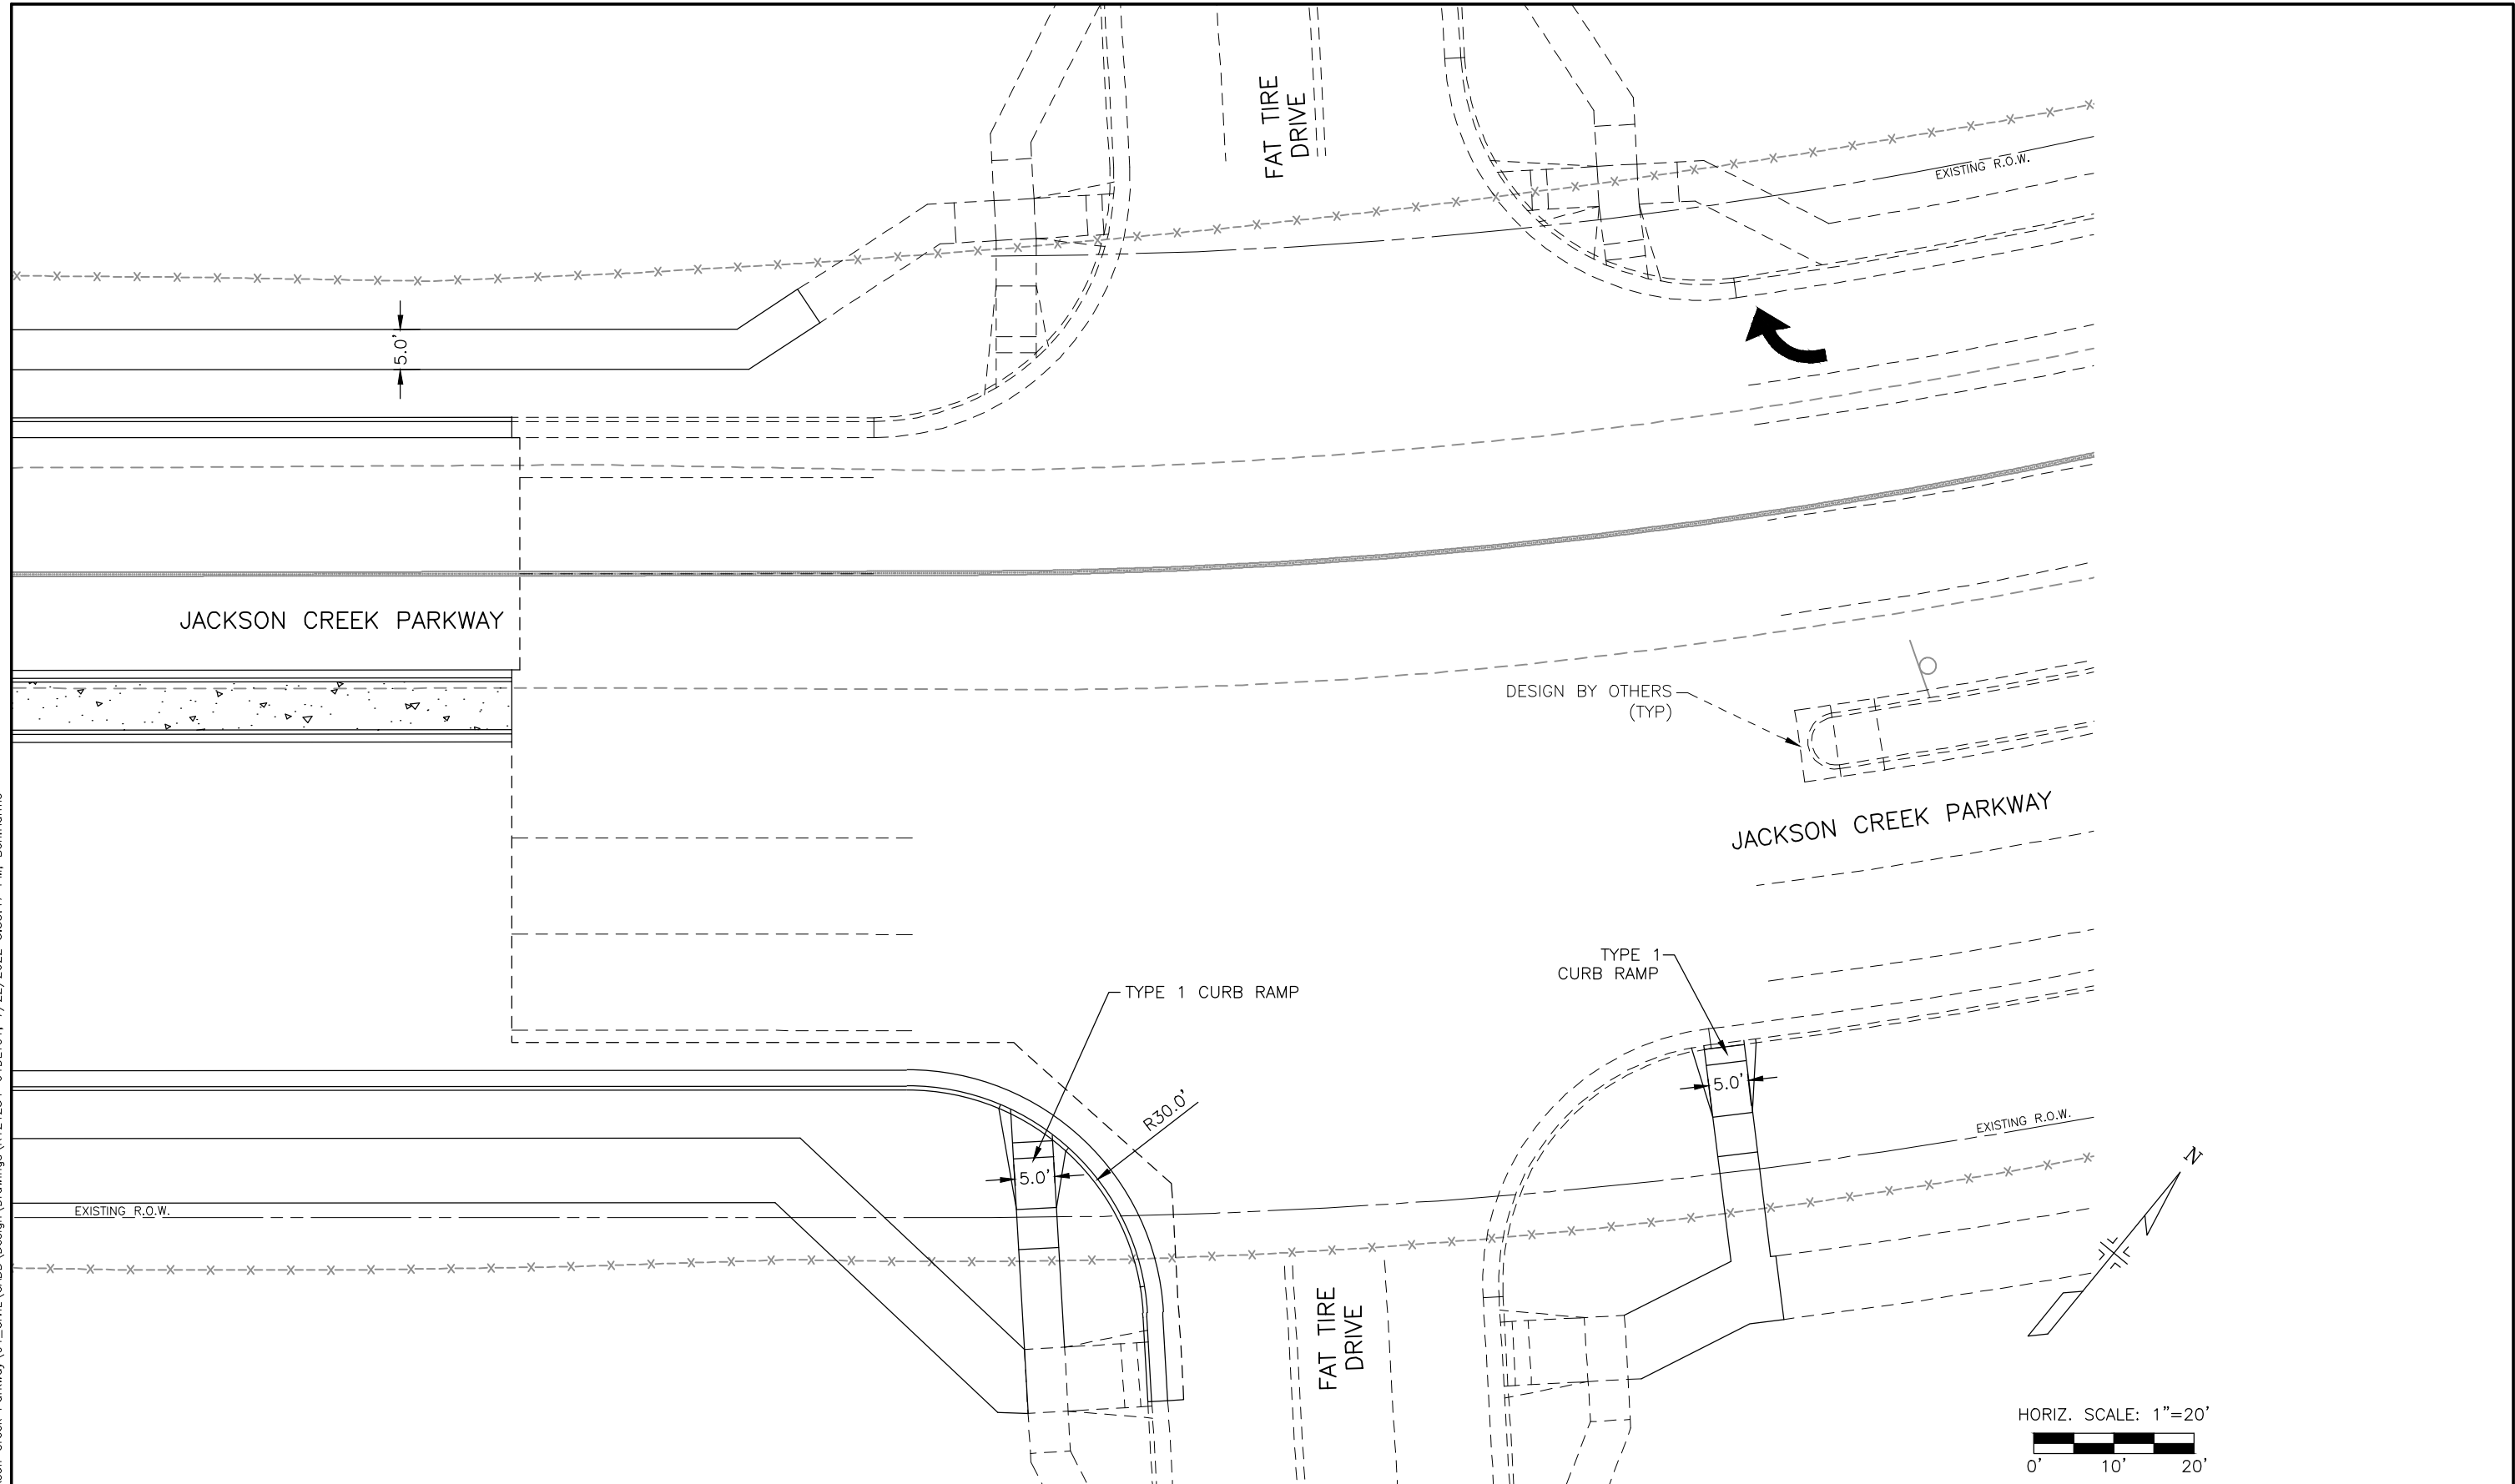 FAT TIRE
DRIVE
EXISTING R.O.W.
5.0'
JACKSON CREEK PARKWAY
DESIGN BY OTHERS
(TYP)
JACKSON CREEK PARKWAY
TYPE 1
CURB RAMP
TYPE 1 CURB RAMP
5.0'
R30.0'
5.0'
EXISTING R.O.W.
EXISTING R.O.W.
N
FAT TIRE
DRIVE
HORIZ. SCALE: 1"=20'
0' 10' 20'